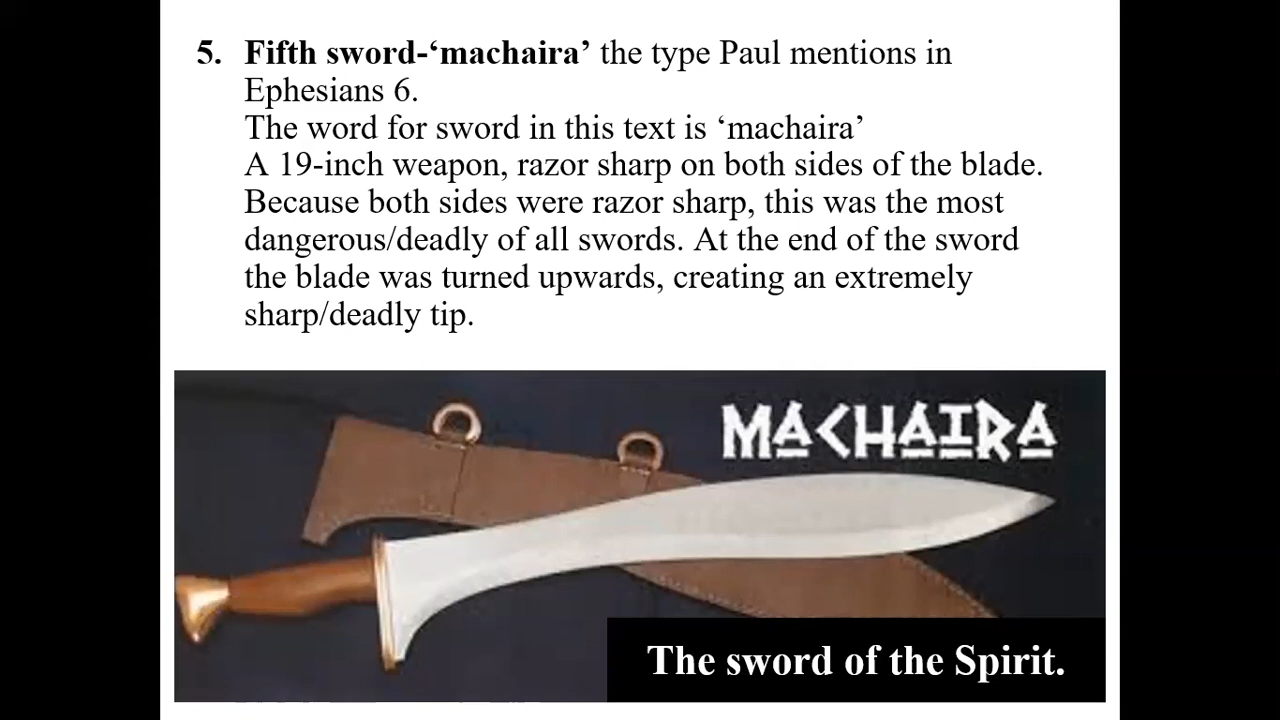 5. Fifth sword-‘machaira’ the type Paul mentions in
Ephesians 6.
The word for sword in this text is ‘machaira’
A 19-inch weapon, razor sharp on both sides of the blade.
Because both sides were razor sharp, this was the most
dangerous/deadly of all swords. At the end of the sword
the blade was turned upwards, creating an extremely
sharp/deadly tip.
MACHAIRA
The sword of the Spirit.